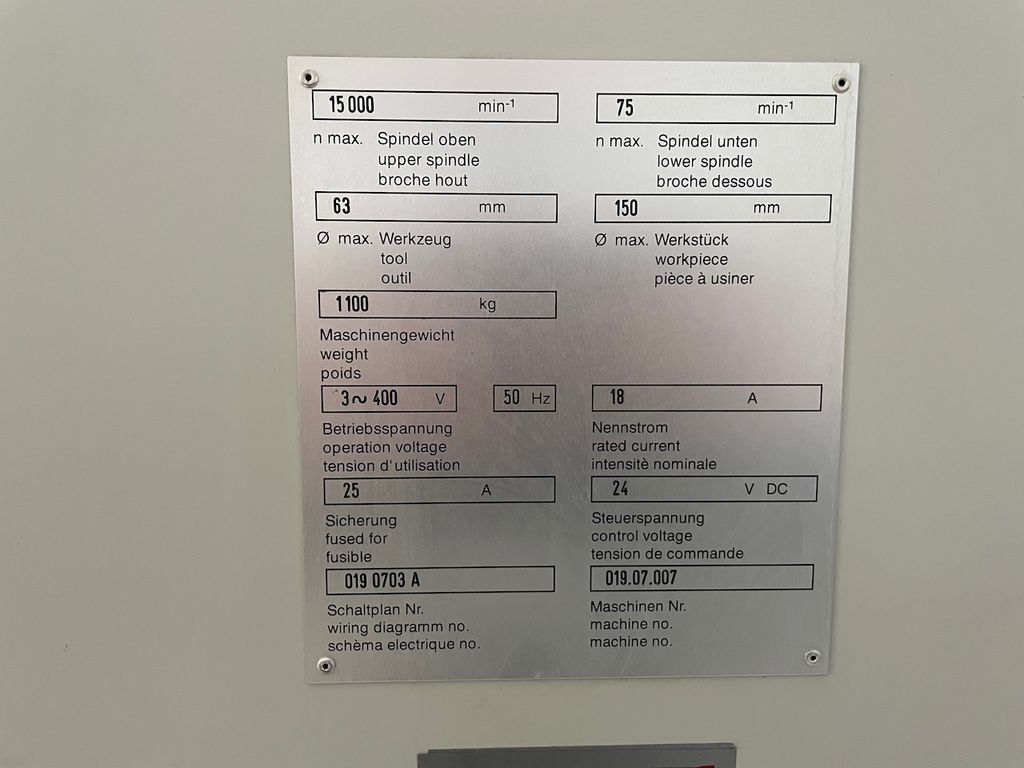 15 000 min-1
n max. Spindel oben
upper spindle
broche hout
75 min-1
n max. Spindel unten
lower spindle
broche dessous
63 mm
Ø max. Werkzeug
tool
outil
150 mm
Ø max. Werkstück
workpiece
pièce à usiner
1100 kg
Maschinengewicht
weight
poids
3~ 400 V 50 Hz
Betriebsspannung
operation voltage
tension d'utilisation
18 A
Nennstrom
rated current
intensitè nominale
25 A
Sicherung
fused for
fusible
24 V DC
Steuerspannung
control voltage
tension de commande
019 0703 A
Schaltplan Nr.
wiring diagramm no.
schèma electrique no.
019.07.007
Maschinen Nr.
machine no.
machine no.